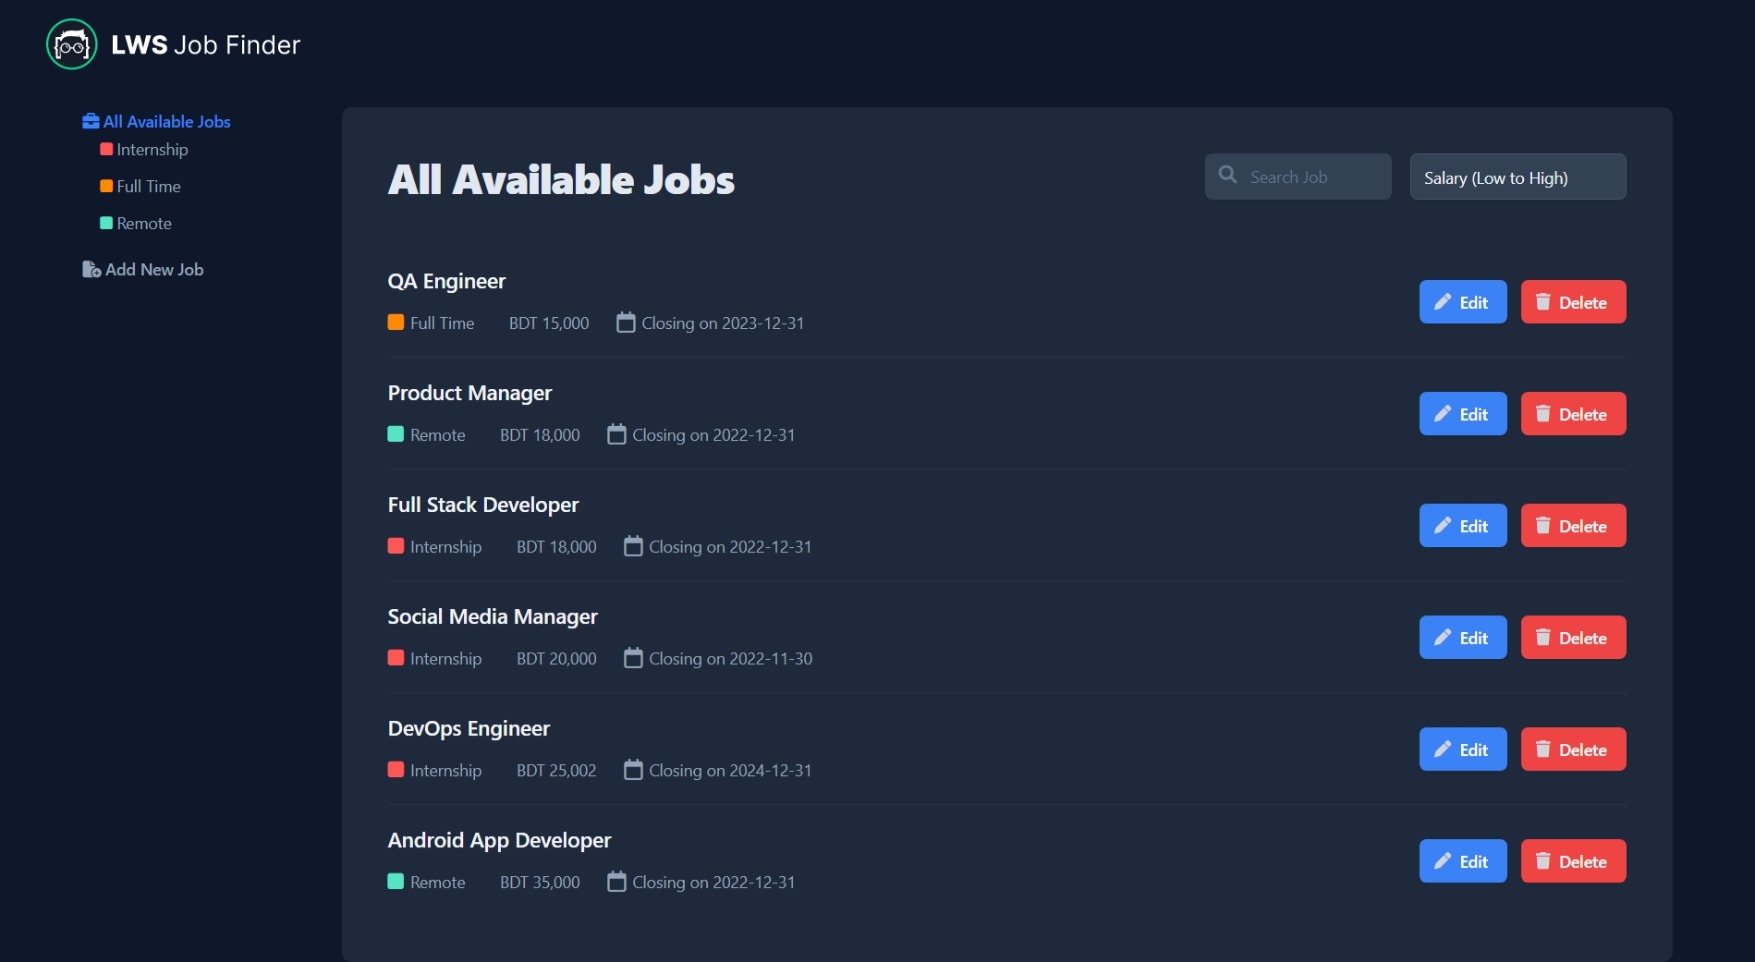 LWS Job Finder
All Available Jobs
Internship
Full Time
Remote
Add New Job
All Available Jobs
Search Job
Salary (Low to High)
QA Engineer
Full Time BDT 15,000 Closing on 2023-12-31
Edit Delete
Product Manager
Remote BDT 18,000 Closing on 2022-12-31
Edit Delete
Full Stack Developer
Internship BDT 18,000 Closing on 2022-12-31
Edit Delete
Social Media Manager
Internship BDT 20,000 Closing on 2022-11-30
Edit Delete
DevOps Engineer
Internship BDT 25,002 Closing on 2024-12-31
Edit Delete
Android App Developer
Remote BDT 35,000 Closing on 2022-12-31
Edit Delete